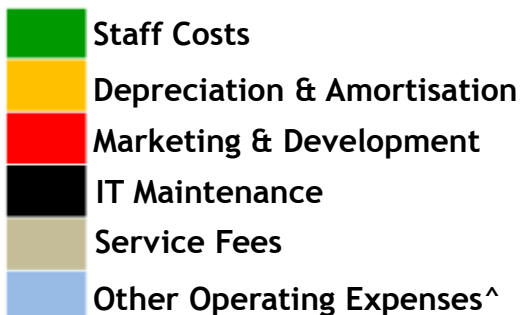 Staff Costs
Depreciation & Amortisation
Marketing & Development
IT Maintenance
Service Fees
Other Operating Expenses^